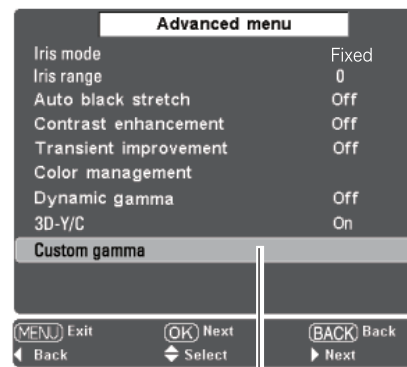 Advanced menu
Iris mode Fixed
Iris range 0
Auto black stretch Off
Contrast enhancement Off
Transient improvement Off
Color management
Dynamic gamma Off
3D-Y/C On
Custom gamma
MENU Exit OK Next BACK Back
Back Select Next